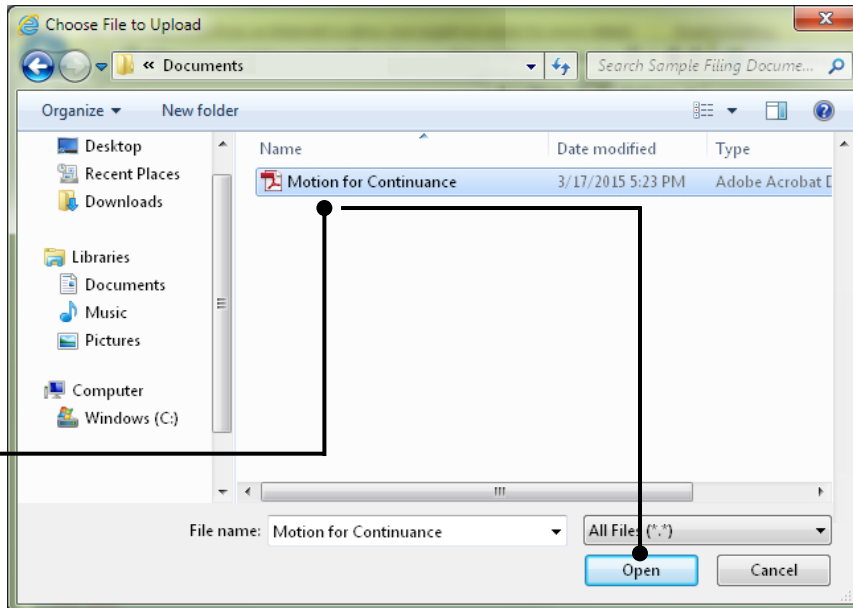 Choose File to Upload
« Documents
Search Sample Filing Docume...
Organize
New folder
Desktop
Recent Places
Downloads
Libraries
Documents
Music
Pictures
Computer
Windows (C:)
Name
Date modified
Type
Motion for Continuance
3/17/2015 5:23 PM
Adobe Acrobat D
File name:
Motion for Continuance
All Files (*.*)
Open
Cancel